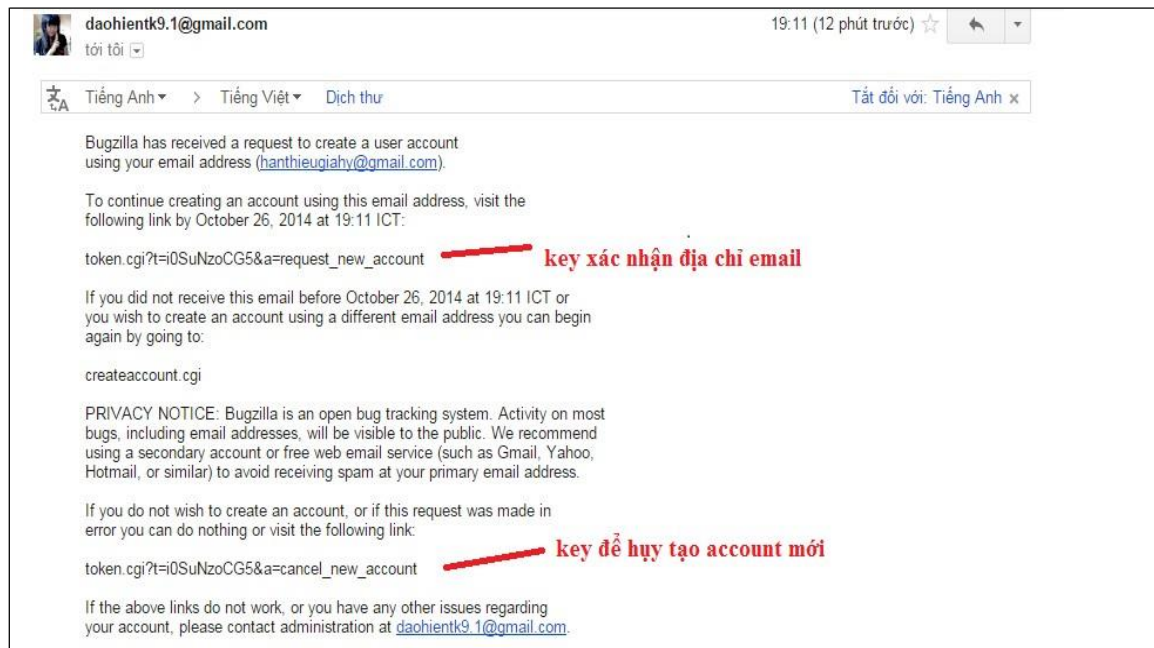 daohientk9.1@gmail.com
19:11 (12 phút trước)
tới tôi
Tiếng Anh > Tiếng Việt Dịch thư
Tắt đối với: Tiếng Anh x
Bugzilla has received a request to create a user account
using your email address (hanthieugiahy@gmail.com).
To continue creating an account using this email address, visit the
following link by October 26, 2014 at 19:11 ICT:
token.cgi?t=i0SuNzoCG5&a=request_new_account
key xác nhận địa chỉ email
If you did not receive this email before October 26, 2014 at 19:11 ICT or
you wish to create an account using a different email address you can begin
again by going to:
createaccount.cgi
PRIVACY NOTICE: Bugzilla is an open bug tracking system. Activity on most
bugs, including email addresses, will be visible to the public. We recommend
using a secondary account or free web email service (such as Gmail, Yahoo,
Hotmail, or similar) to avoid receiving spam at your primary email address.
If you do not wish to create an account, or if this request was made in
error you can do nothing or visit the following link:
key để hụy tạo account mới
token.cgi?t=i0SuNzoCG5&a=cancel_new_account
If the above links do not work, or you have any other issues regarding
your account, please contact administration at daohientk9.1@gmail.com.